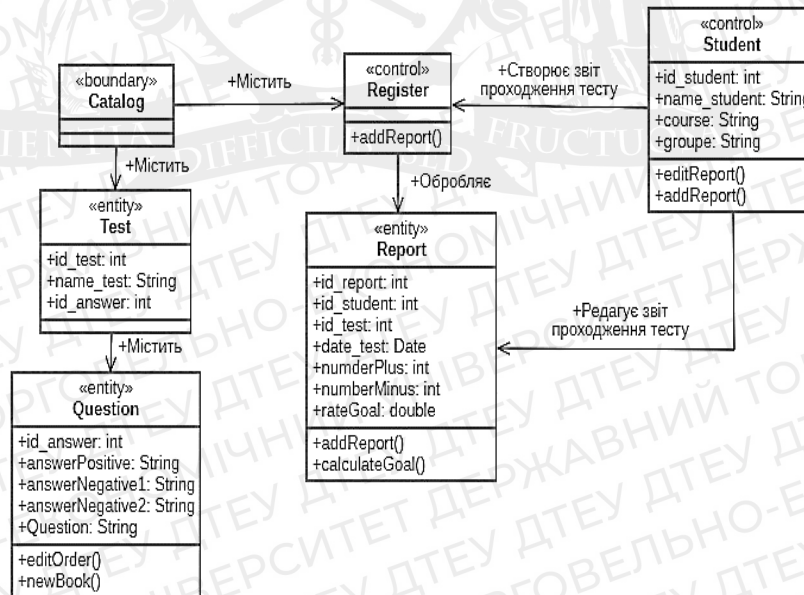 «boundary»
Catalog
+Містить
«control»
Register
+addReport()
+Створює звіт
проходження тесту
«control»
Student
+id_student: int
+name_student: String
+course: String
+groupe: String
+editReport()
+addReport()
+Містить
«entity»
Test
+id_test: int
+name_test: String
+id_answer: int
+Обробляє
«entity»
Report
+id_report: int
+id_student: int
+id_test: int
+date_test: Date
+numderPlus: int
+numberMinus: int
+rateGoal: double
+addReport()
+calculateGoal()
+Редагує звіт
проходження тесту
+Містить
«entity»
Question
+id_answer: int
+answerPositive: String
+answerNegative1: String
+answerNegative2: String
+Question: String
+editOrder()
+newBook()